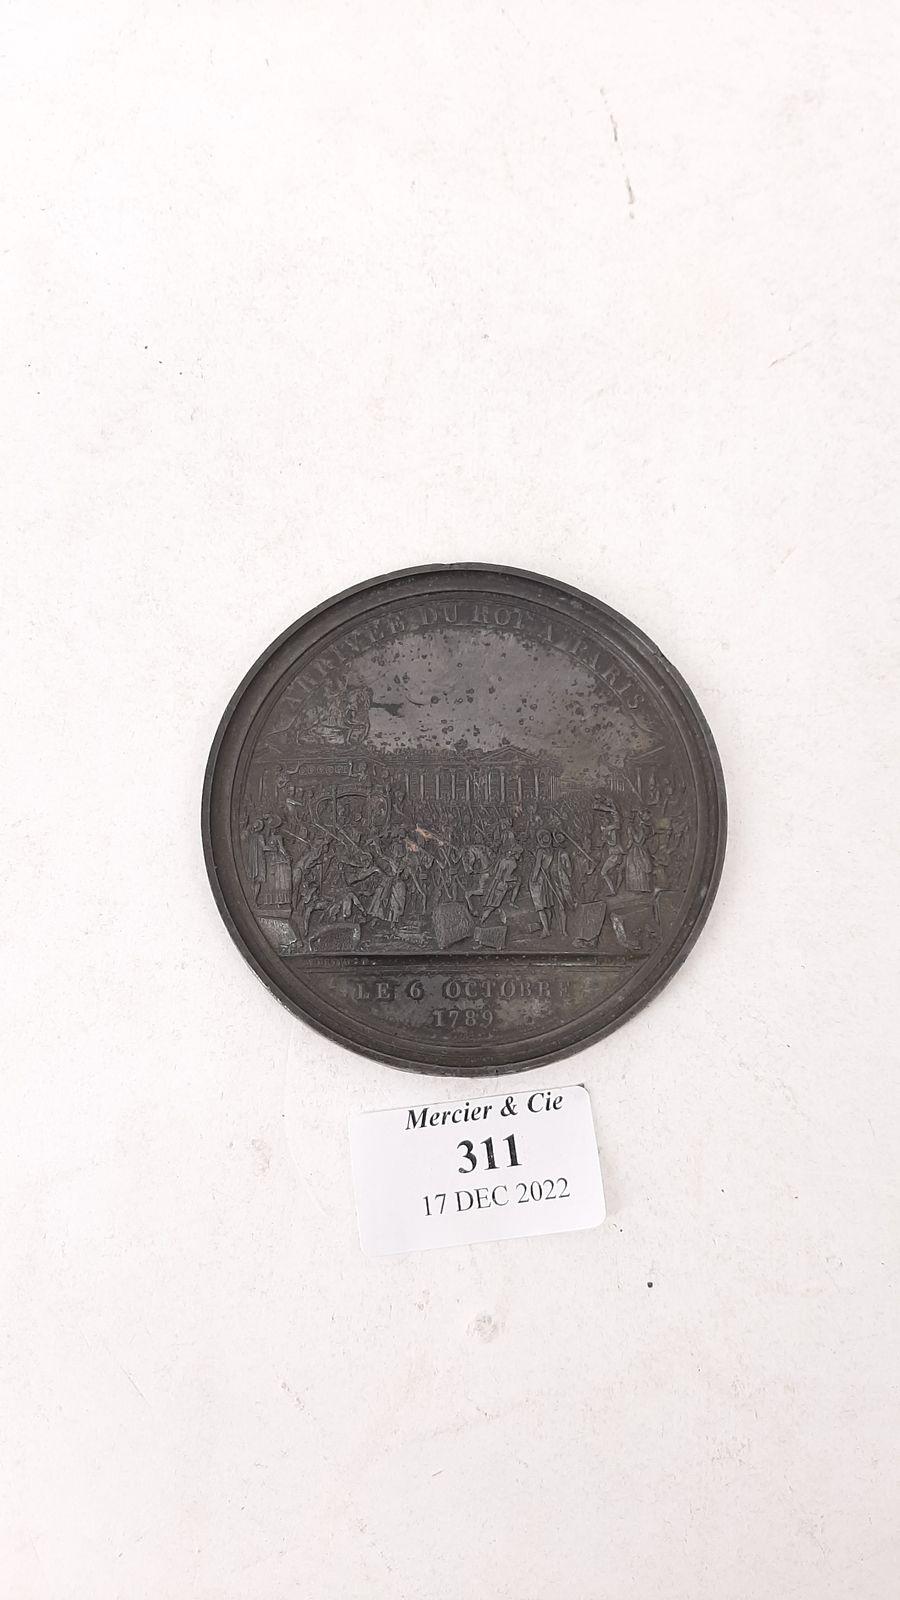 ARRIVÉE DU ROI A PARIS
LE 6 OCTOBRE
1789
Mercier & Cie
311
17 DEC 2022